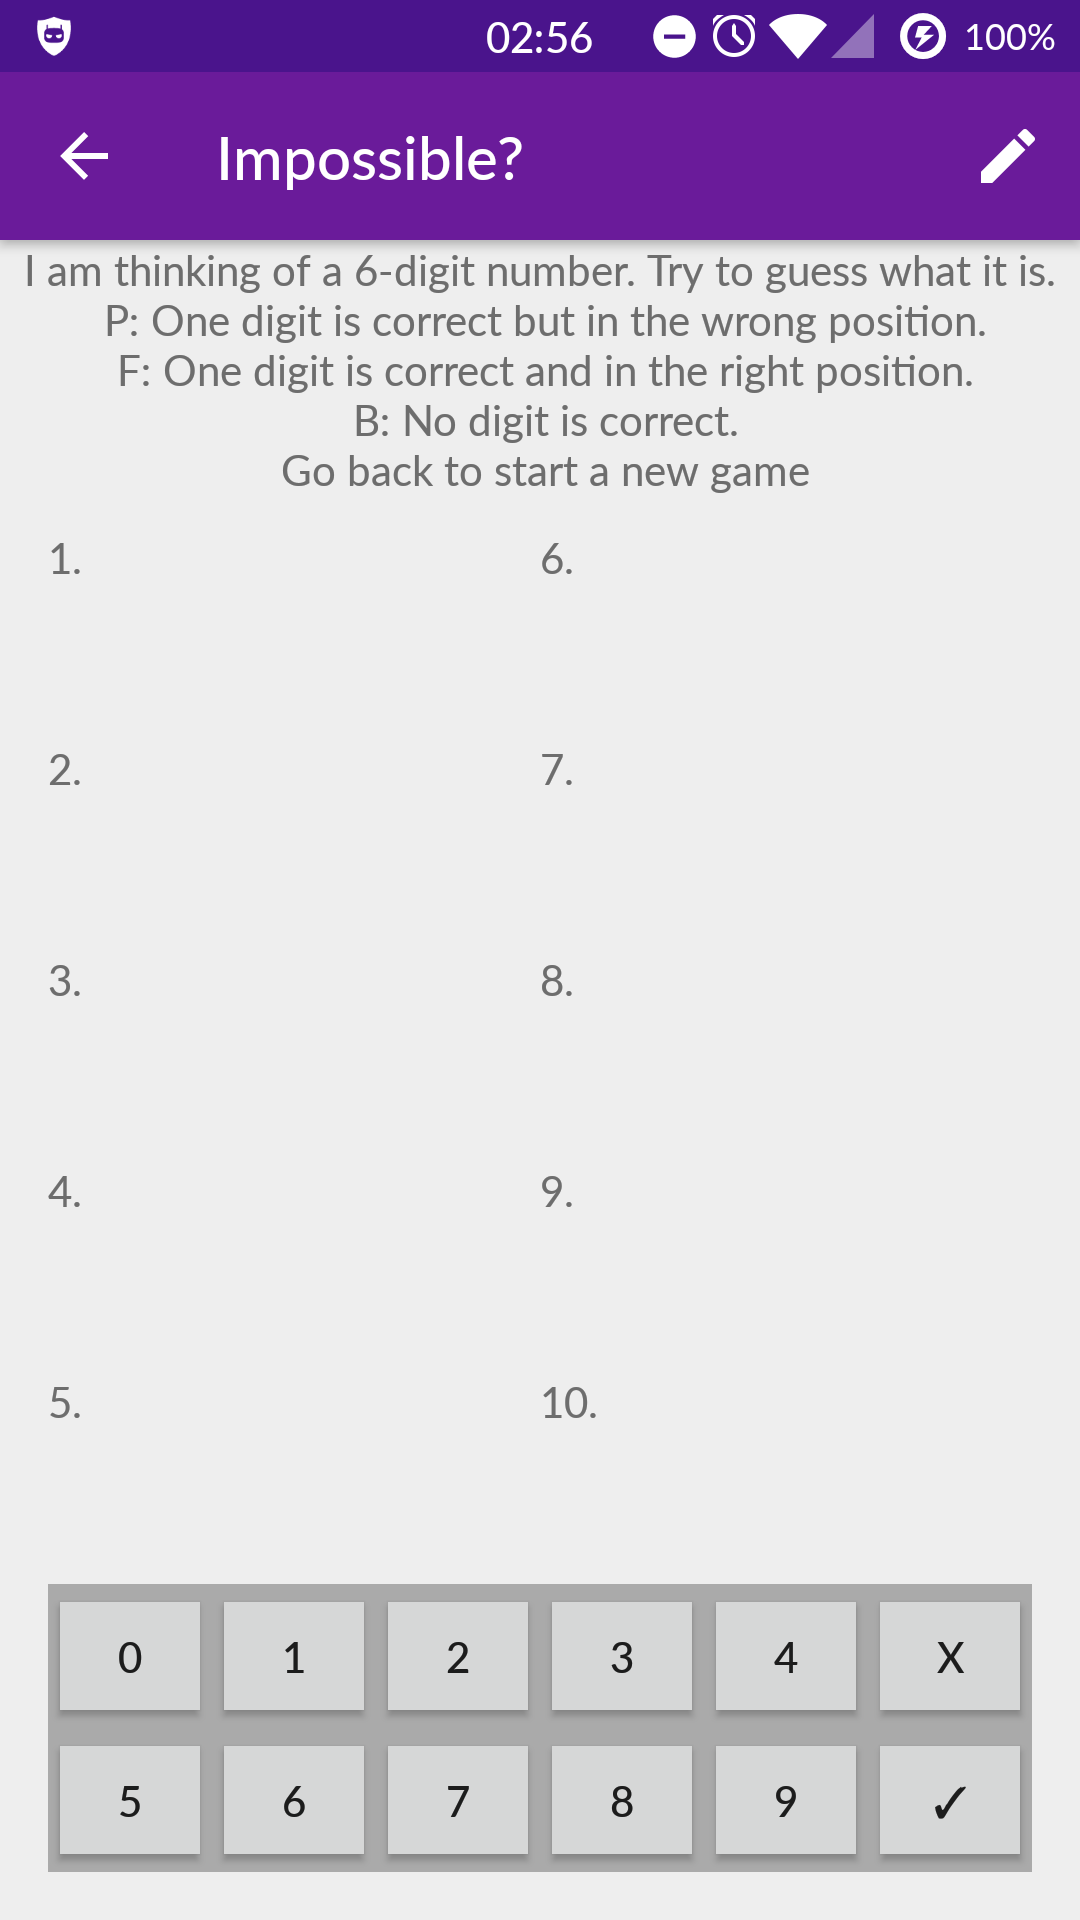 02:56
100%
Impossible?
I am thinking of a 6-digit number. Try to guess what it is.
P: One digit is correct but in the wrong position.
F: One digit is correct and in the right position.
B: No digit is correct.
Go back to start a new game
1. 6.
2. 7.
3. 8.
4. 9.
5. 10.
0 1 2 3 4 X
5 6 7 8 9 ✓